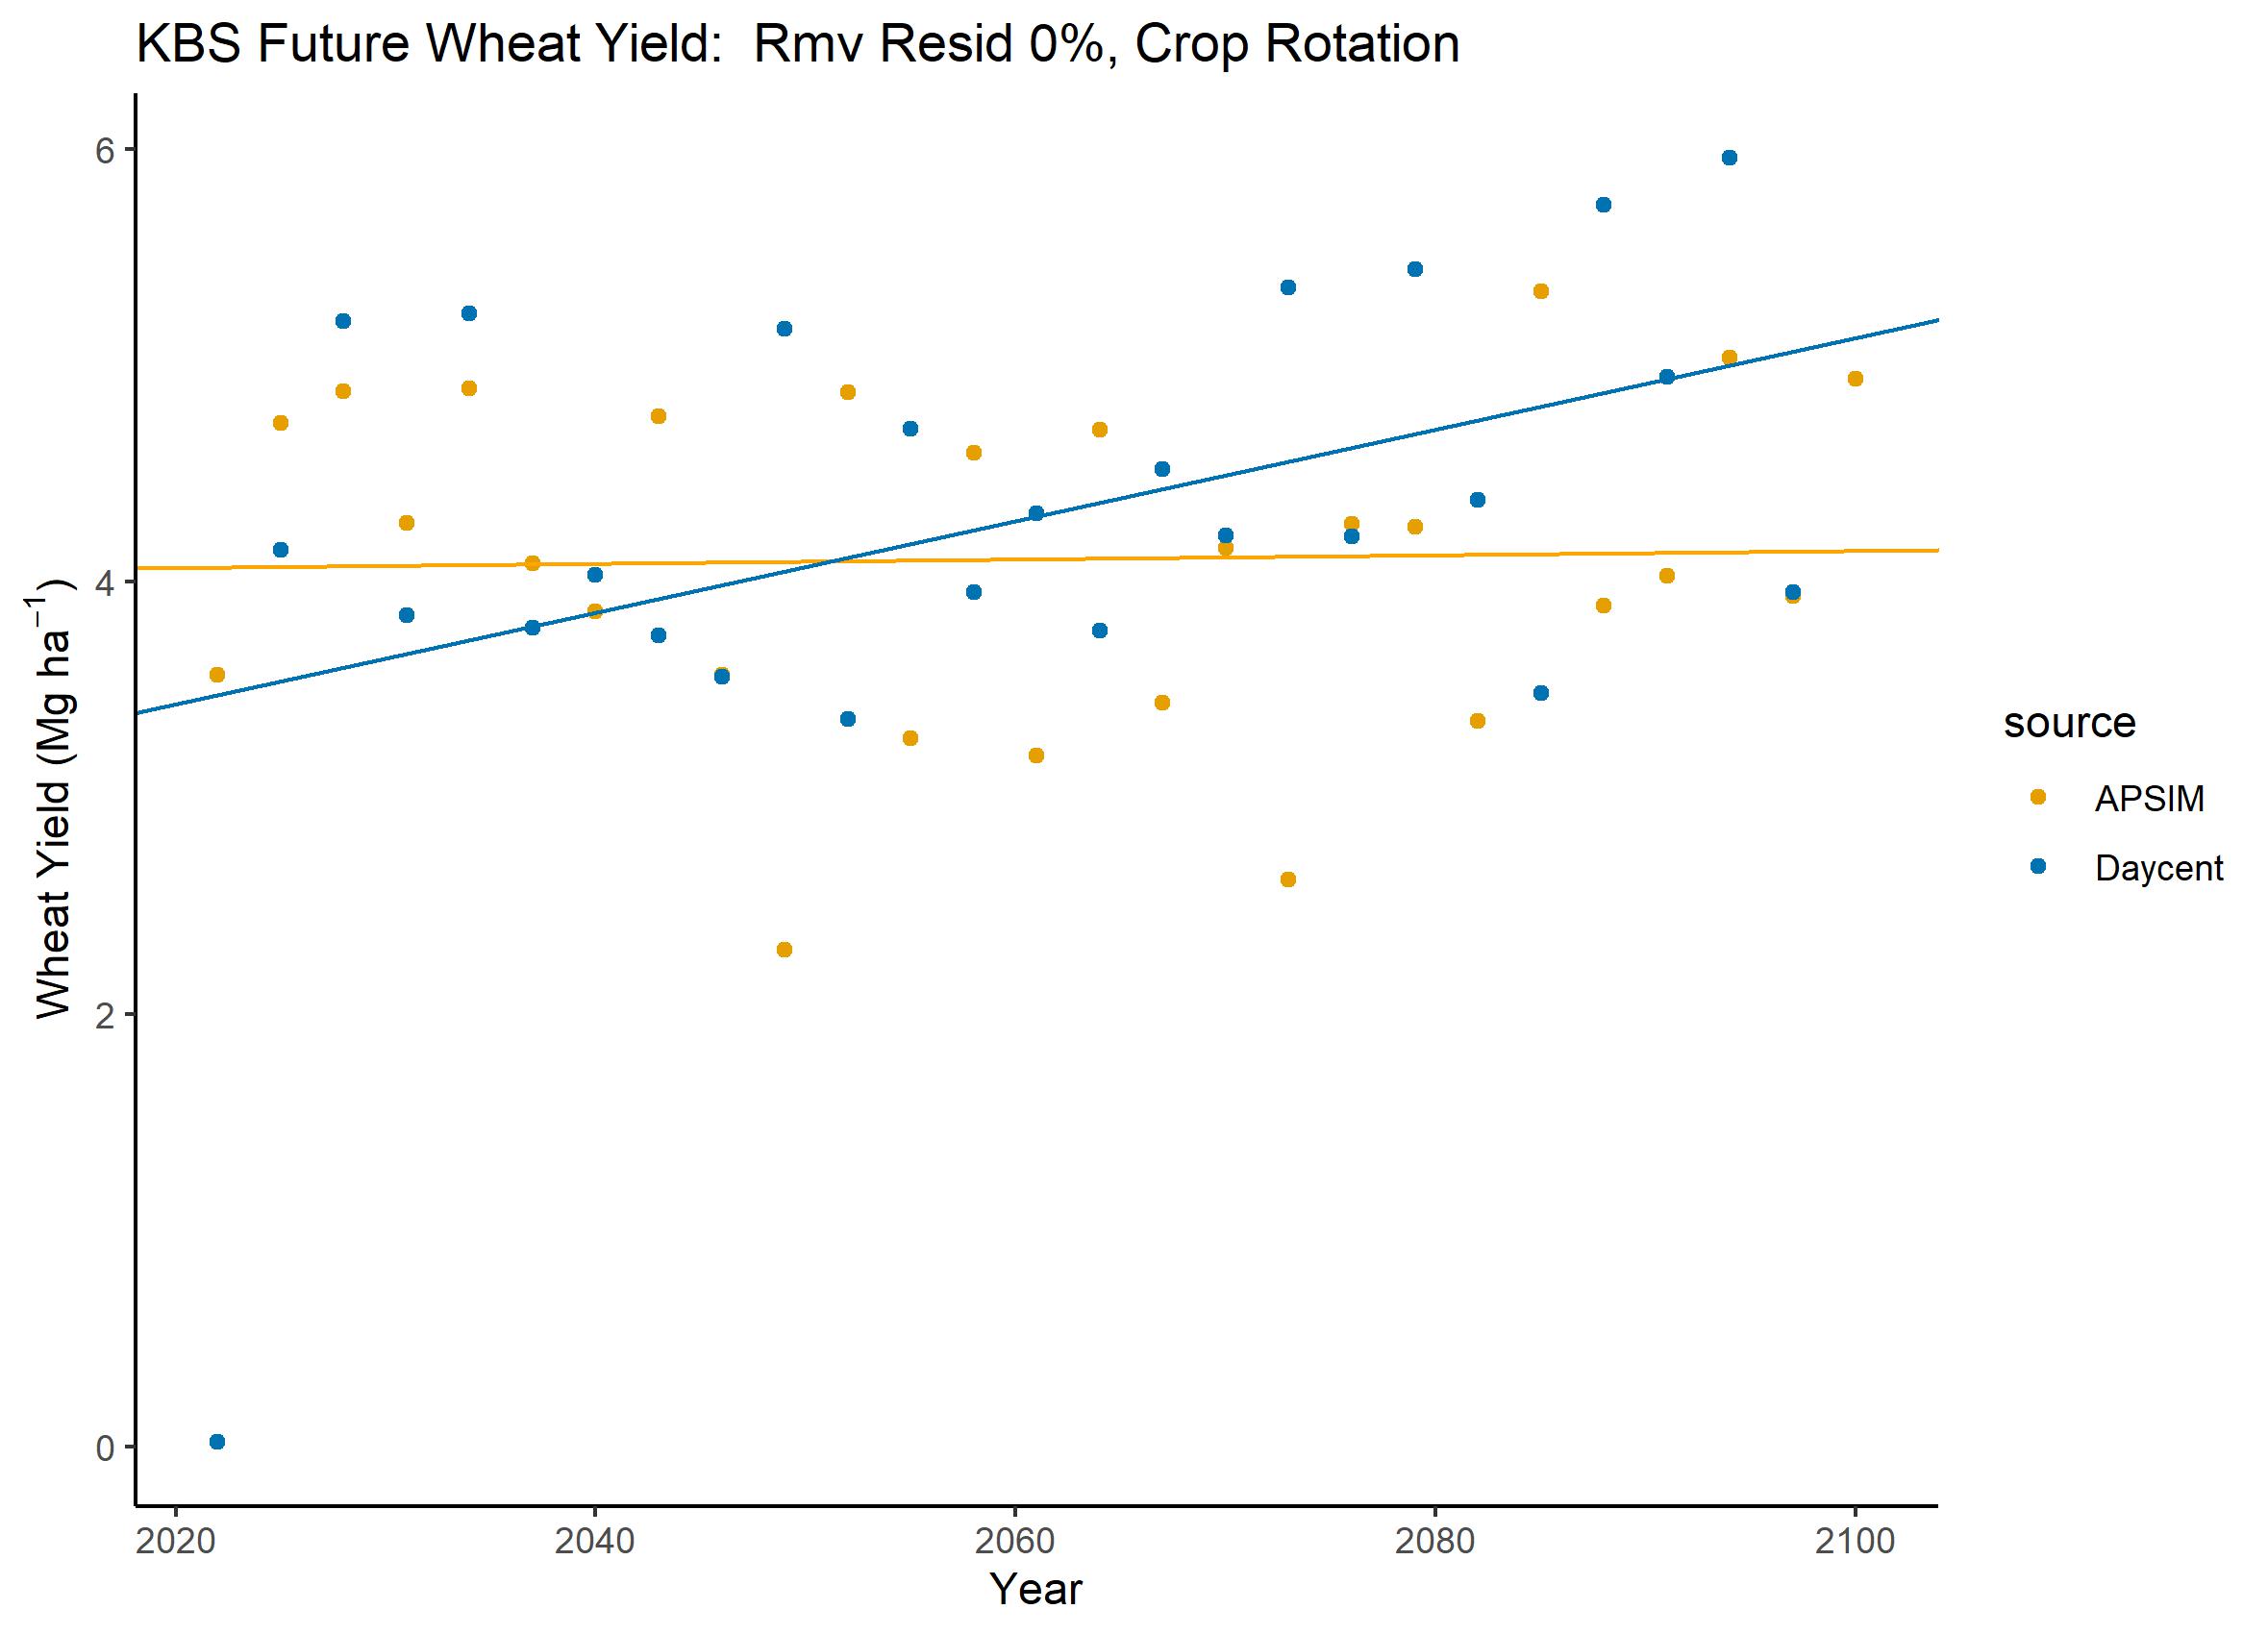 KBS Future Wheat Yield:  Rmv Resid 0%, Crop Rotation
Wheat Yield (Mg ha⁻¹)
6
4
2
0
2020 2040 2060 2080 2100
Year
source
APSIM
Daycent